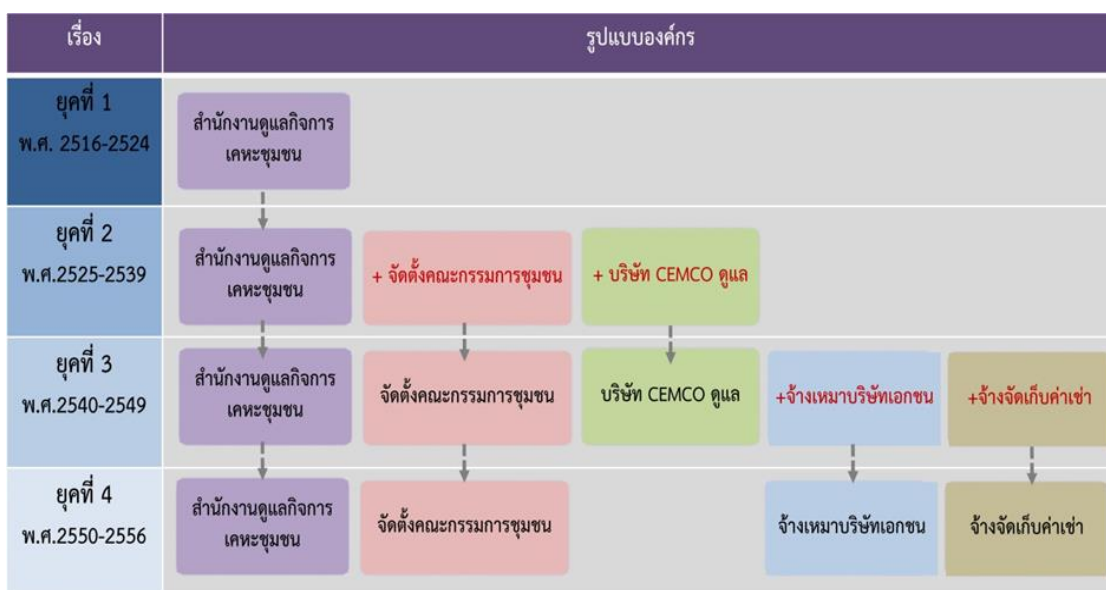 เรื่อง
รูปแบบองค์กร
ยุคที่ 1
พ.ศ. 2516-2524
สำนักงานดูแลกิจการ
เคหะชุมชน
ยุคที่ 2
พ.ศ.2525-2539
สำนักงานดูแลกิจการ
เคหะชุมชน
+ จัดตั้งคณะกรรมการชุมชน
+ บริษัท CEMCO ดูแล
ยุคที่ 3
พ.ศ.2540-2549
สำนักงานดูแลกิจการ
เคหะชุมชน
จัดตั้งคณะกรรมการชุมชน
บริษัท CEMCO ดูแล
+จ้างเหมาบริษัทเอกชน
+จ้างจัดเก็บค่าเช่า
ยุคที่ 4
พ.ศ.2550-2556
สำนักงานดูแลกิจการ
เคหะชุมชน
จัดตั้งคณะกรรมการชุมชน
จ้างเหมาบริษัทเอกชน
จ้างจัดเก็บค่าเช่า